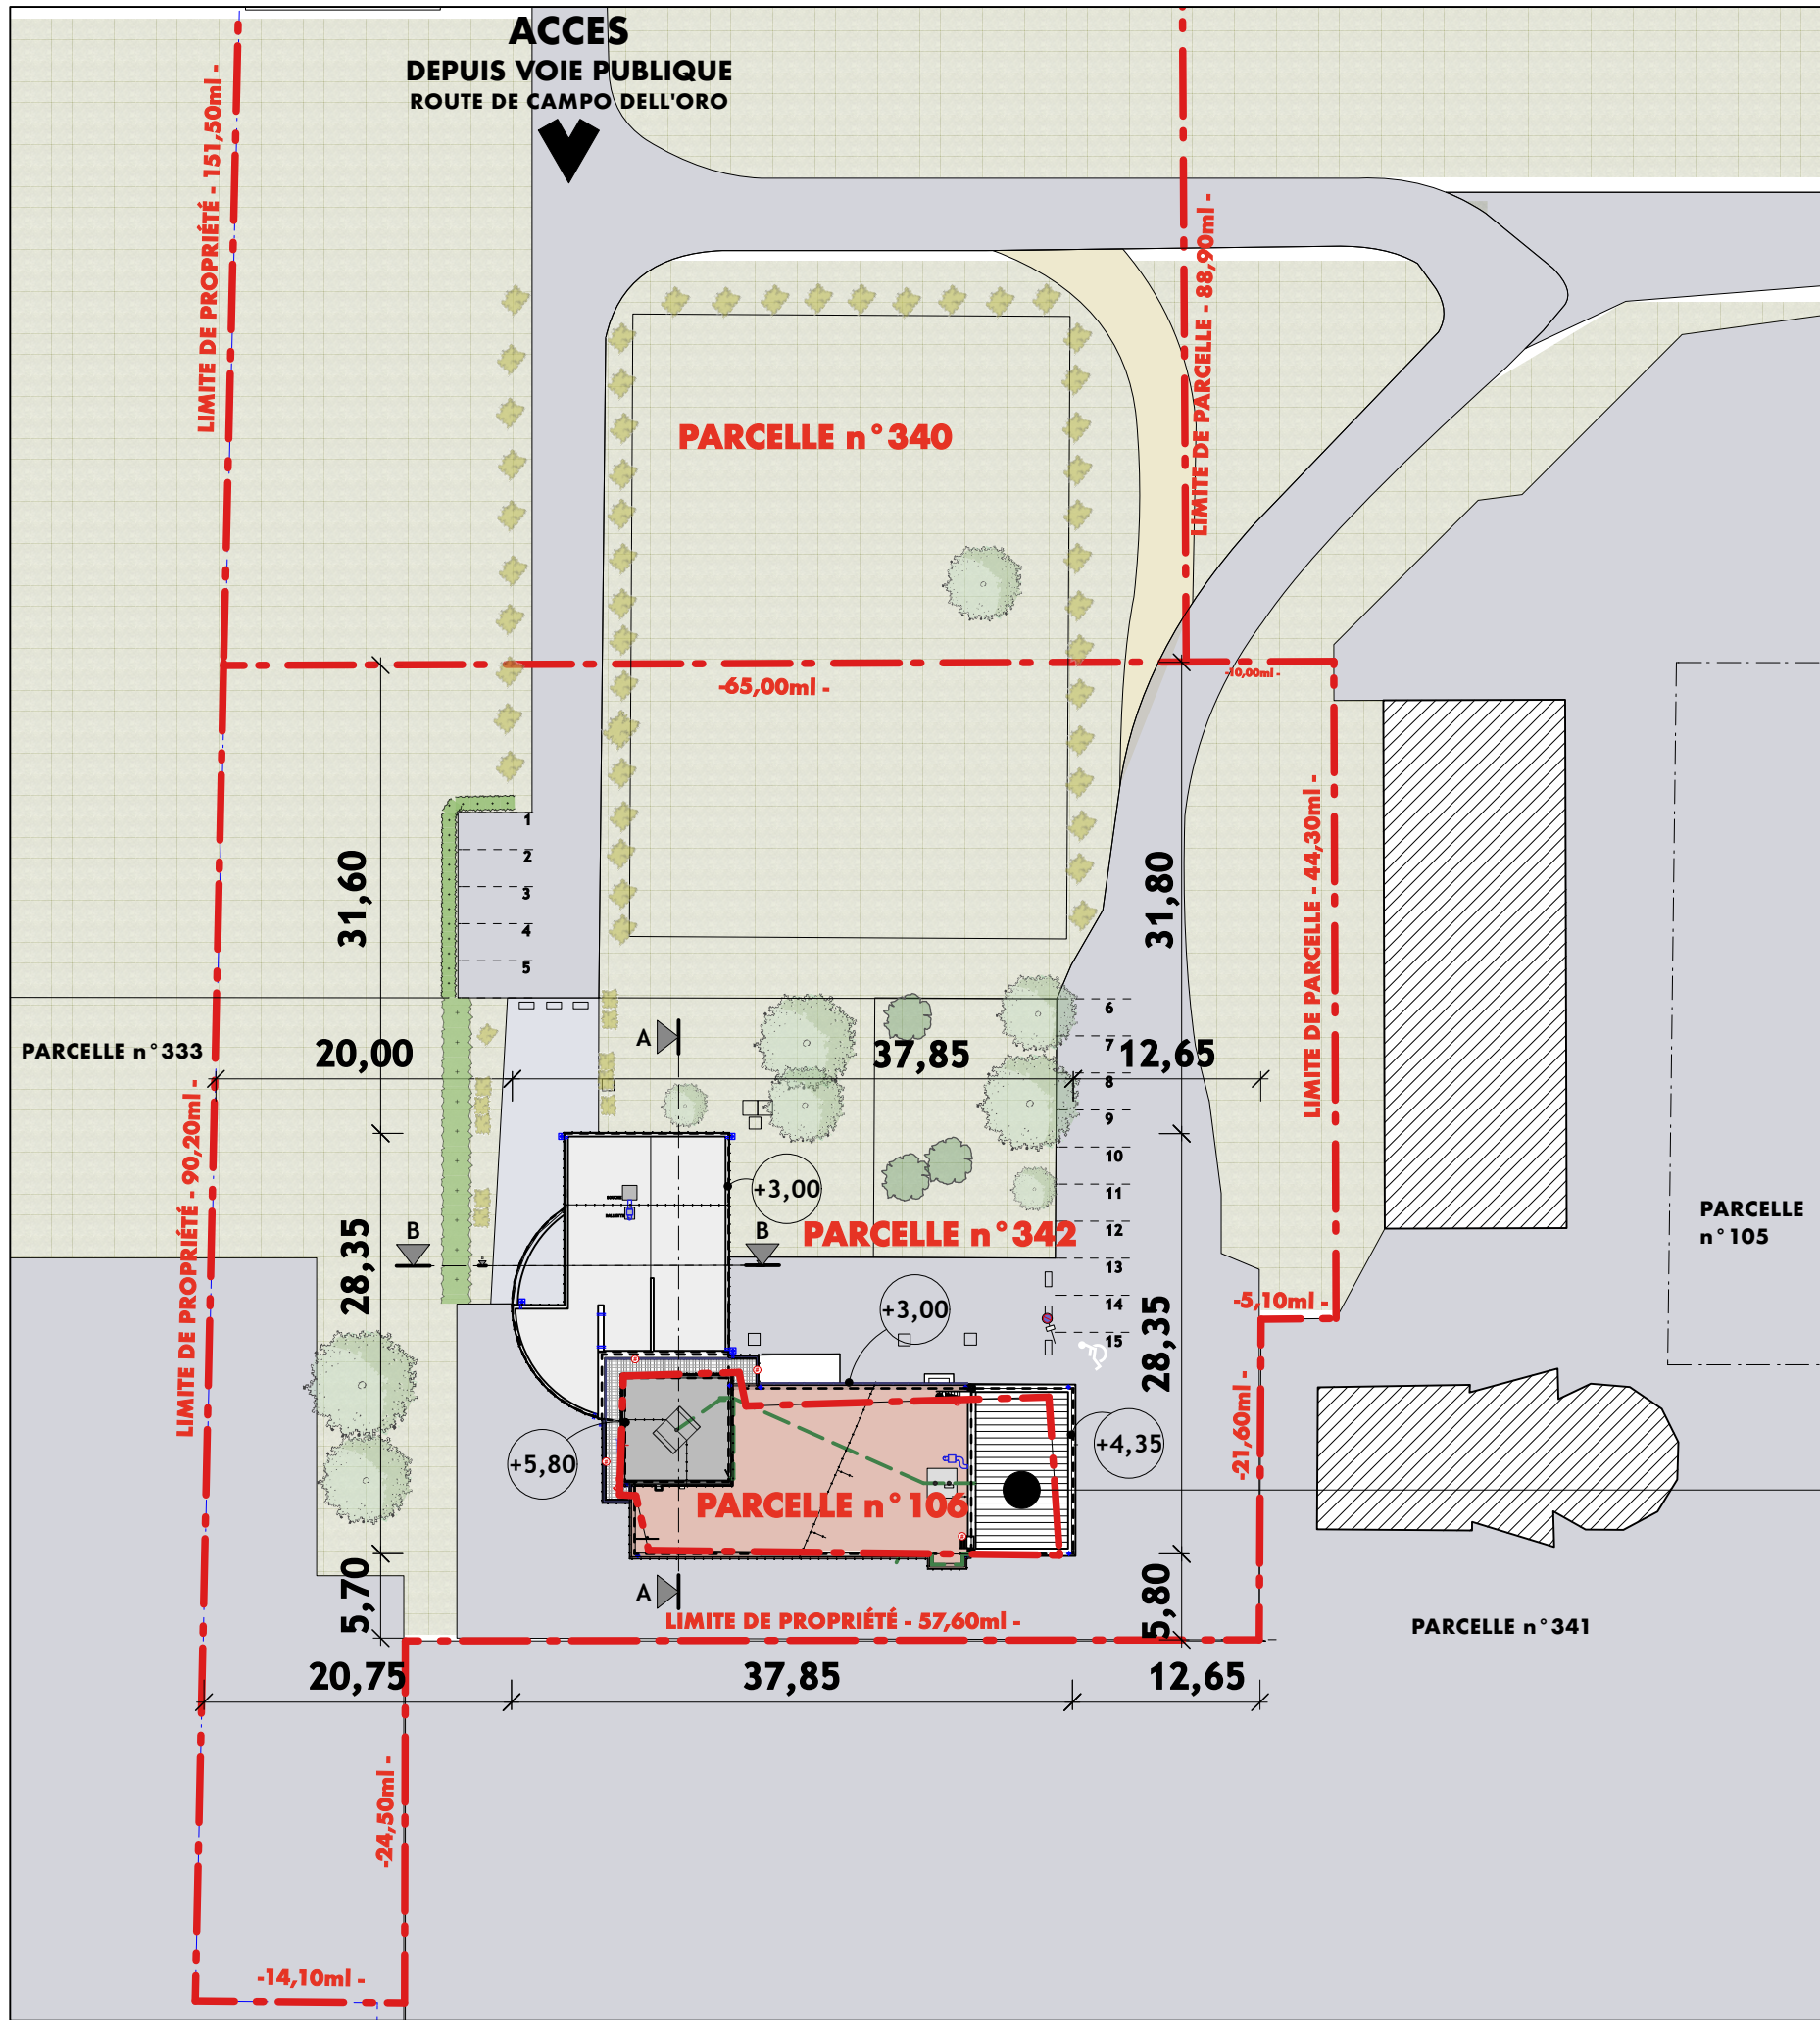 ACCES
DEPUIS VOIE PUBLIQUE
ROUTE DE CAMPO DELL'ORO
LIMITE DE PROPRIÉTÉ - 151,50ml -
LIMITE DE PARCELLE - 88,90ml -
PARCELLE n°340
-65,00ml -
-10,00ml -
1
2
3
4
5
31,60
31,80
LIMITE DE PARCELLE - 44,30ml -
PARCELLE n°333
20,00
A
37,85
12,65
6
7
8
9
10
11
12
13
14
15
LIMITE DE PROPRIÉTÉ - 90,20ml -
+3,00
PARCELLE
n°105
B
B
PARCELLE n°342
28,35
+3,00
28,35
-5,10ml -
+5,80
+4,35
-21,60ml -
PARCELLE n°106
5,70
A
5,80
LIMITE DE PROPRIÉTÉ - 57,60ml -
PARCELLE n°341
20,75
37,85
12,65
-24,50ml -
-14,10ml -